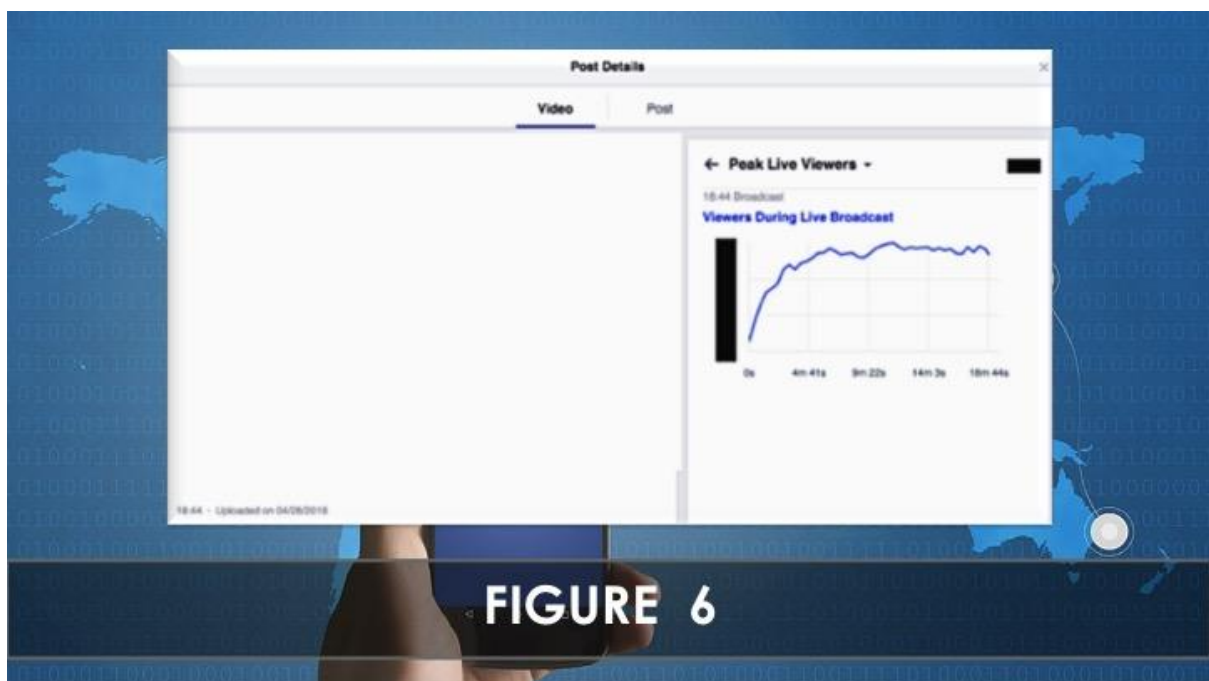 Post Details
×
Video Post
← Peak Live Viewers
18:44 Broadcast
Viewers During Live Broadcast
0s 4m 41s 9m 22s 14m 3s 18m 44s
18:44 - Uploaded on 04/28/2018
FIGURE 6